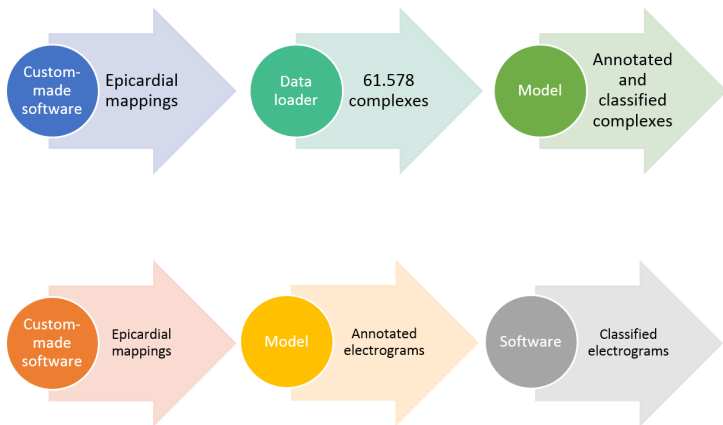 Custom-
made
software
Epicardial
mappings
Data
loader
61.578
complexes
Model
Annotated
and
classified
complexes
Custom-
made
software
Epicardial
mappings
Model
Annotated
electrograms
Software
Classified
electrograms